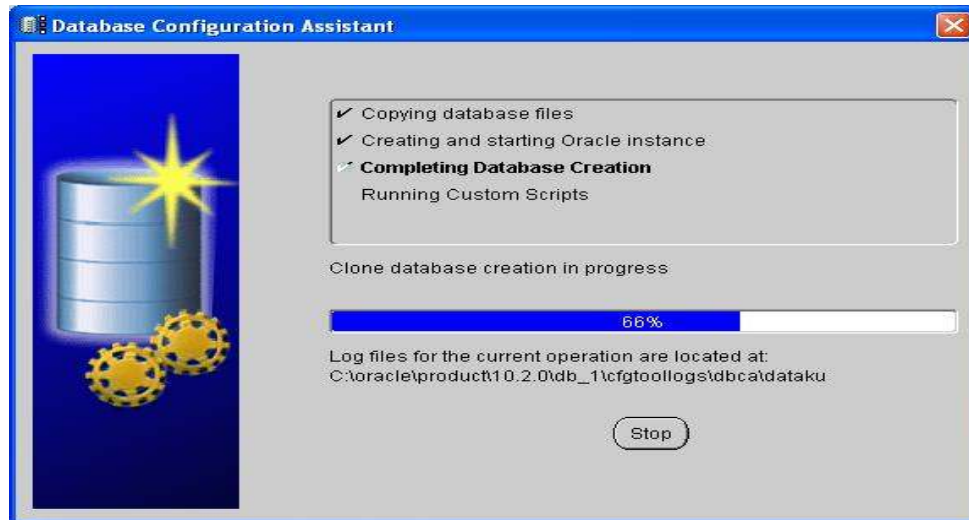 Database Configuration Assistant
Copying database files
Creating and starting Oracle instance
Completing Database Creation
Running Custom Scripts
Clone database creation in progress
66%
Log files for the current operation are located at:
C:\oracle\product\10.2.0\db_1\cfgtoollogs\dbca\dataku
Stop